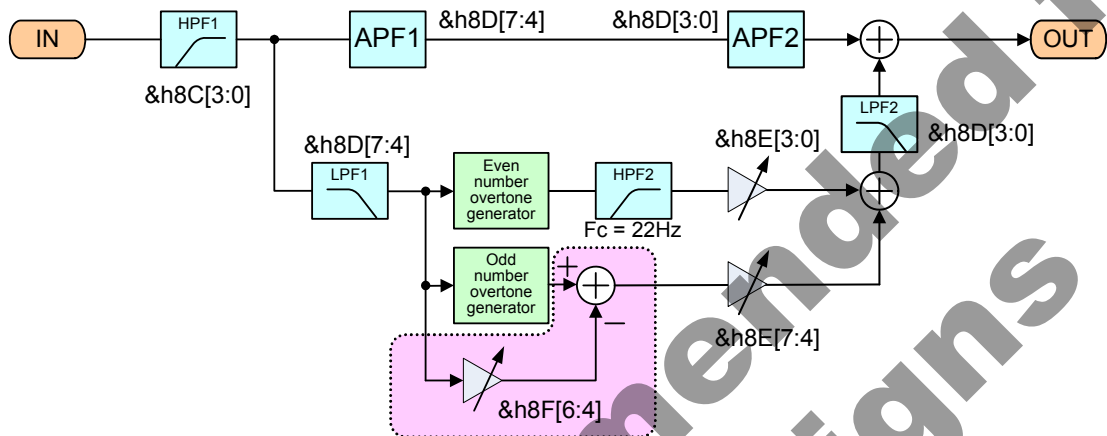 IN
HPF1
&h8C[3:0]
APF1
&h8D[7:4]
&h8D[3:0]
APF2
+
OUT
&h8D[7:4]
LPF1
Even
number
overtone
generator
HPF2
Fc = 22Hz
&h8E[3:0]
LPF2
&h8D[3:0]
+
Odd
number
overtone
generator
+
+
−
&h8E[7:4]
&h8F[6:4]
mended
signs